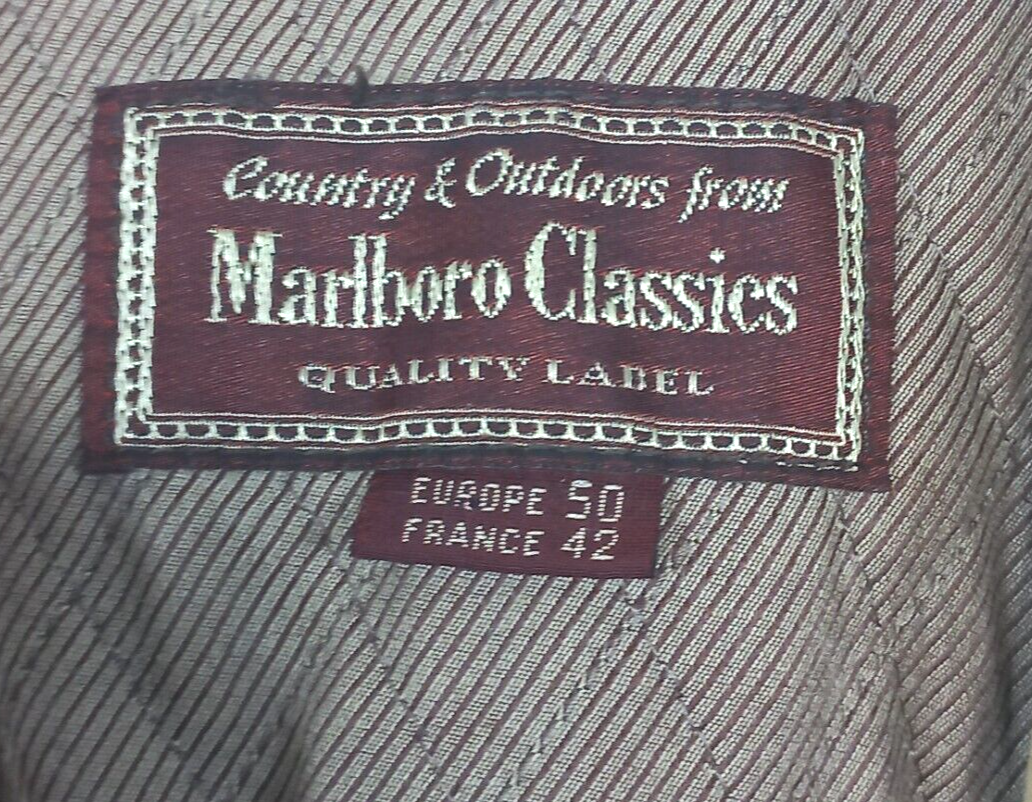 Country & Outdoors from
Marlboro Classics
QUALITY LABEL
EUROPE 50
FRANCE 42